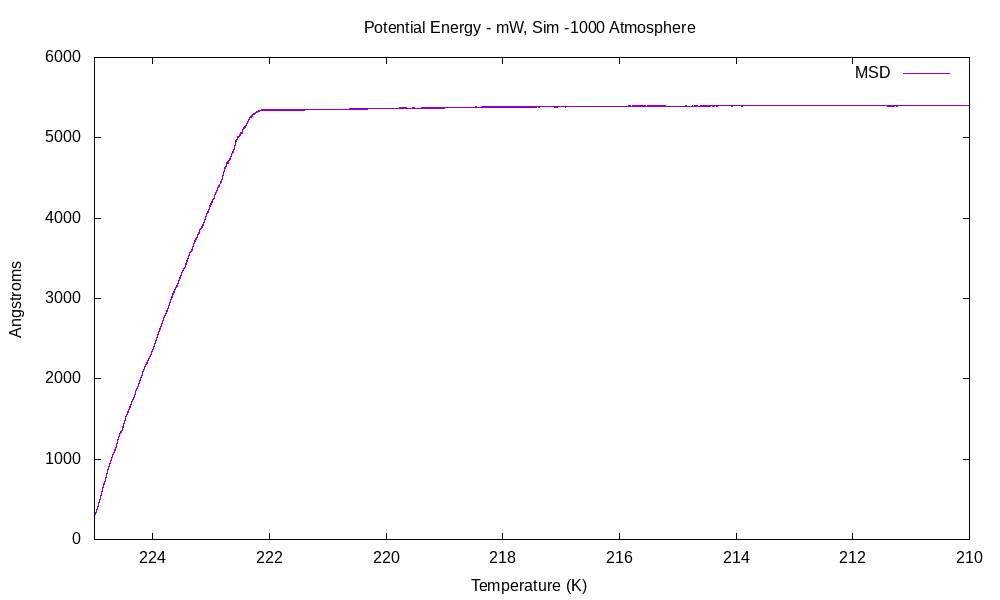 Potential Energy - mW, Sim -1000 Atmosphere
MSD
6000
5000
4000
3000
2000
1000
0
Angstroms
224 222 220 218 216 214 212 210
Temperature (K)